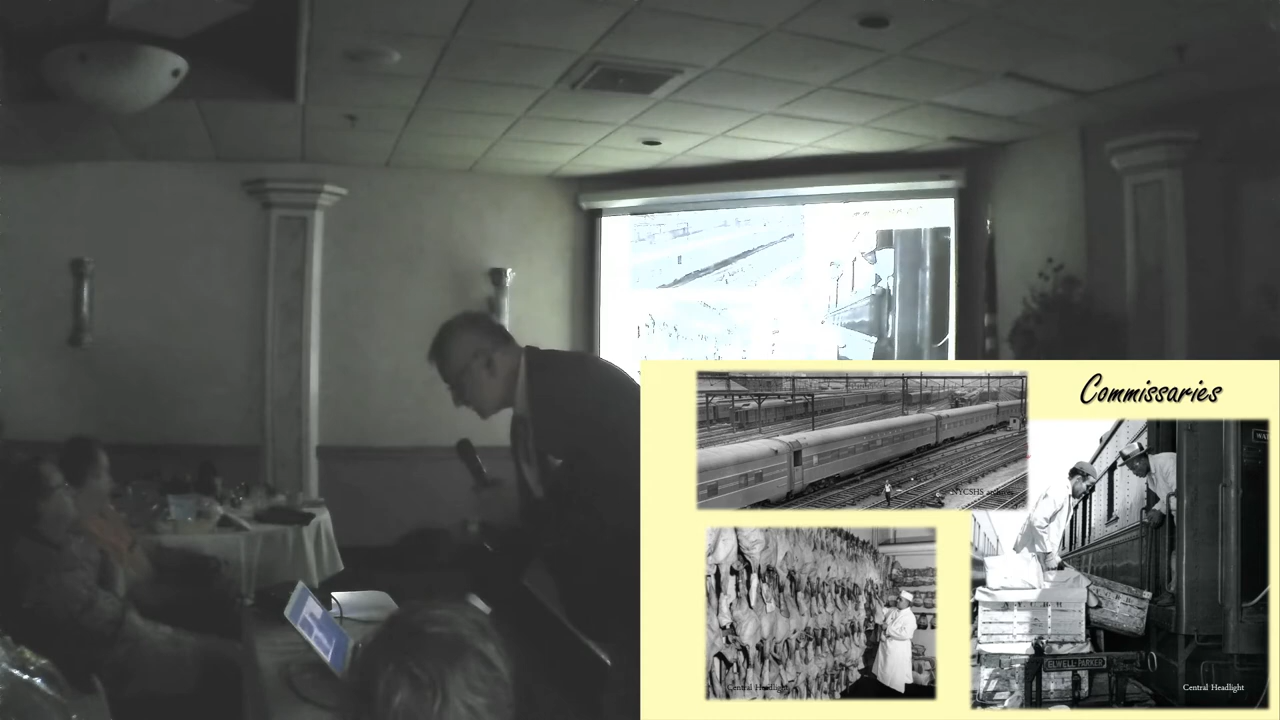 Commissaries
NYCSHS archives
ELWELL-PARKER
Central Headlight
Central Headlight